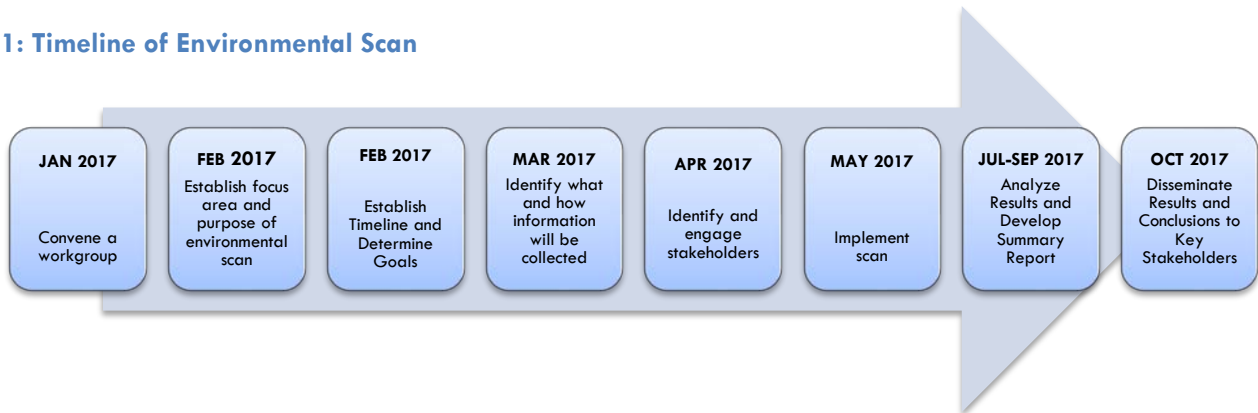 1: Timeline of Environmental Scan
JAN 2017
Convene a
workgroup
FEB 2017
Establish focus
area and
purpose of
environmental
scan
FEB 2017
Establish
Timeline and
Determine
Goals
MAR 2017
Identify what
and how
information
will be
collected
APR 2017
Identify and
engage
stakeholders
MAY 2017
Implement
scan
JUL-SEP 2017
Analyze
Results and
Develop
Summary
Report
OCT 2017
Disseminate
Results and
Conclusions to
Key
Stakeholders